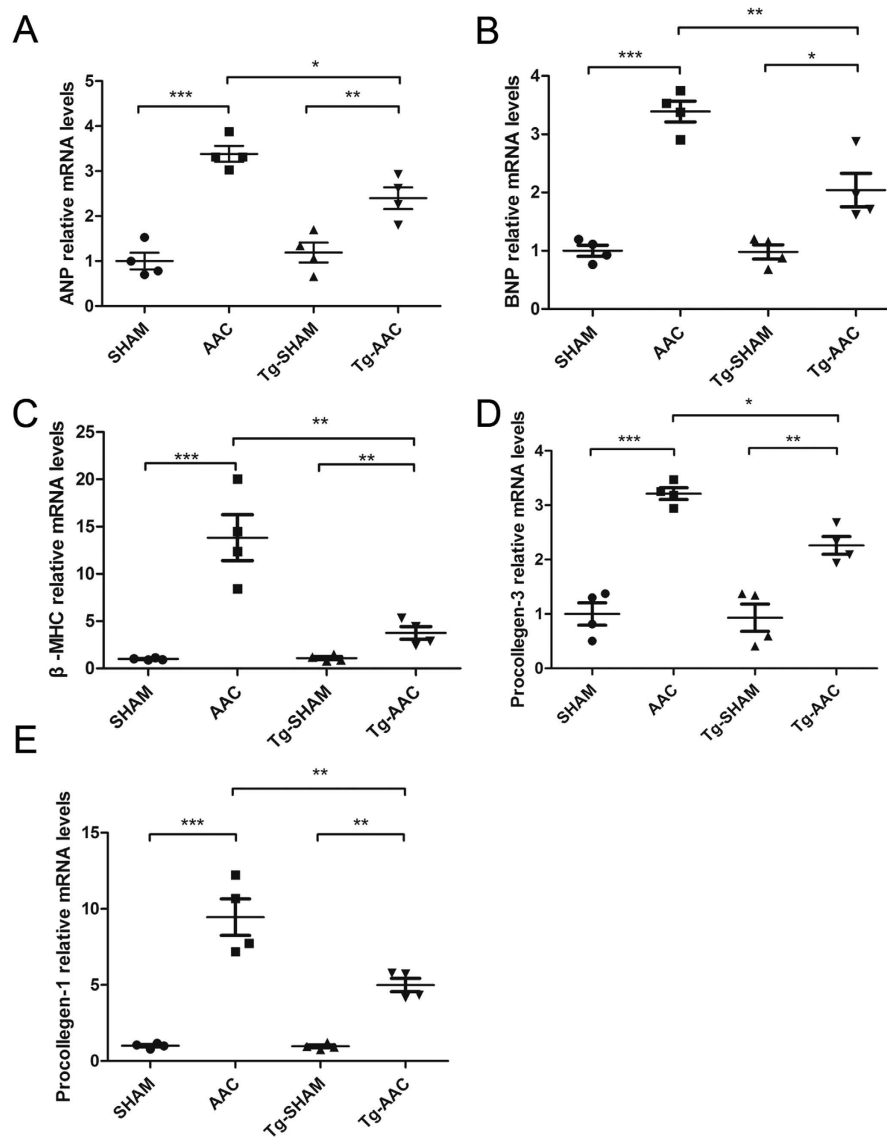 A
*
***
**
ANP relative mRNA levels
5
4
3
2
1
0
SHAM
AAC
Tg-SHAM
Tg-AAC
B
**
***
*
BNP relative mRNA levels
4
3
2
1
0
SHAM
AAC
Tg-SHAM
Tg-AAC
C
**
***
**
β -MHC relative mRNA levels
25
20
15
10
5
0
SHAM
AAC
Tg-SHAM
Tg-AAC
D
*
***
**
Procollegen-3 relative mRNA levels
4
3
2
1
0
SHAM
AAC
Tg-SHAM
Tg-AAC
E
**
***
**
Procollegen-1 relative mRNA levels
15
10
5
0
SHAM
AAC
Tg-SHAM
Tg-AAC